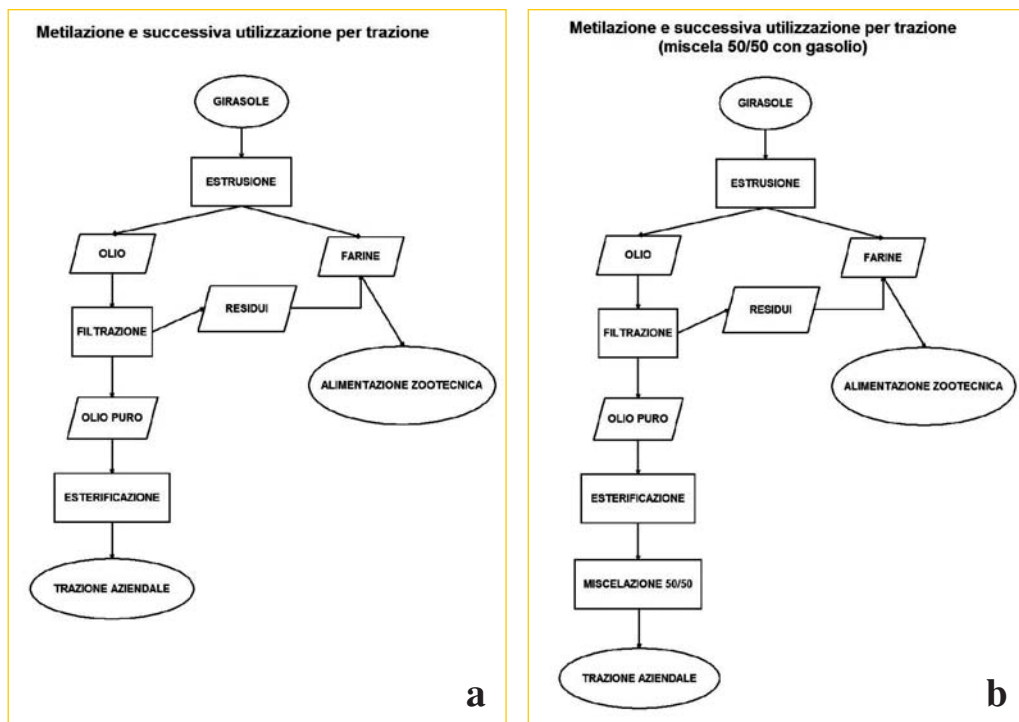 Metilazione e successiva utilizzazione per trazione
GIRASOLE
ESTRUSIONE
OLIO
FARINE
RESIDUI
FILTRAZIONE
ALIMENTAZIONE ZOOTECNICA
OLIO PURO
ESTERIFICAZIONE
TRAZIONE AZIENDALE
a
Metilazione e successiva utilizzazione per trazione
(miscela 50/50 con gasolio)
GIRASOLE
ESTRUSIONE
OLIO
FARINE
RESIDUI
FILTRAZIONE
ALIMENTAZIONE ZOOTECNICA
OLIO PURO
ESTERIFICAZIONE
MISCELAZIONE 50/50
TRAZIONE AZIENDALE
b